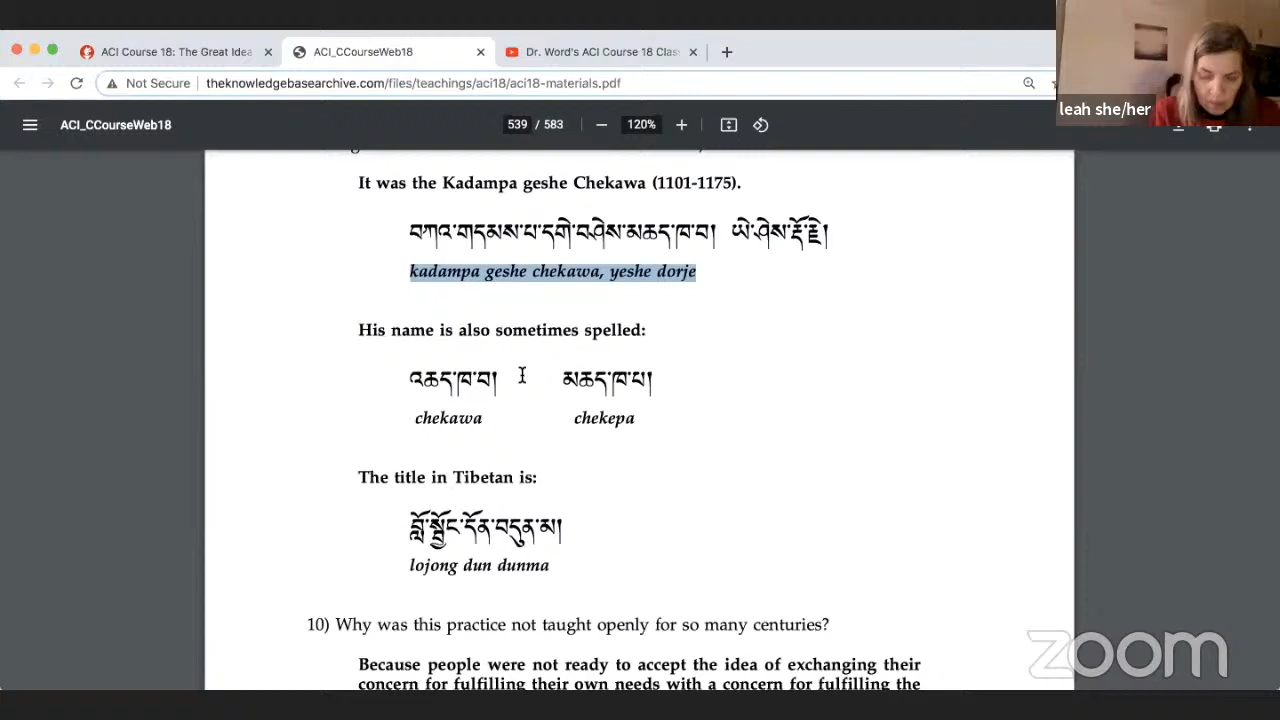 ACI Course 18: The Great Idea
ACI_CCourseWeb18
Dr. Word's ACI Course 18 Clas
Not Secure
theknowledgebasearchive.com/files/teachings/aci18/aci18-materials.pdf
leah she/her
ACI_CCourseWeb18
539 / 583
120%
It was the Kadampa geshe Chekawa (1101-1175).
བཀའ་གདམས་པ་དགེ་བཤེས་མཆད་ཁ་བ། ཡེ་ཤེས་རྡོ་རྗེ།
kadampa geshe chekawa, yeshe dorje
His name is also sometimes spelled:
འཆད་ཁ་བ། མཆད་ཁ་པ།
chekawa chekepa
The title in Tibetan is:
བློ་སྦྱོང་དོན་བདུན་མ།
lojong dun dunma
10) Why was this practice not taught openly for so many centuries?
Because people were not ready to accept the idea of exchanging their
concern for fulfilling their own needs with a concern for fulfilling the
zoom